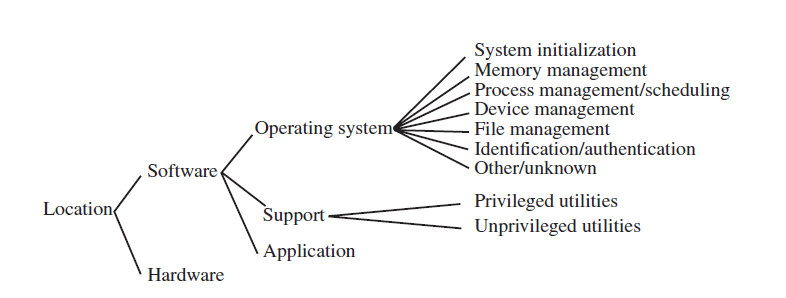 System initialization
Memory management
Process management/scheduling
Device management
Operating system
File management
Identification/authentication
Software
Other/unknown
Privileged utilities
Location
Support
Unprivileged utilities
Application
Hardware